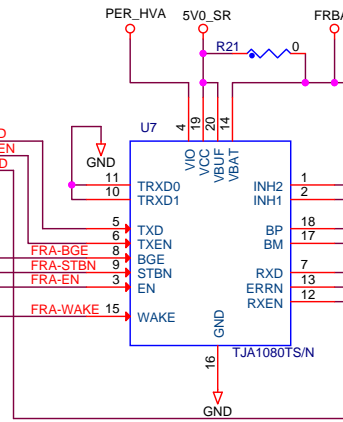 PER_HVA 5V0_SR FRBA
R21 0
U7
4 19 20 14
VIO VCC VBUF VBAT
GND
D
EN
D
11 TRXD0 INH2 1
10 TRXD1 INH1 2
5 TXD BP 18
6 TXEN BM 17
FRA-BGE 8 BGE
FRA-STBN 9 STBN RXD 7
FRA-EN 3 EN ERRN 13
RXEN 12
FRA-WAKE 15 WAKE
GND
16 TJA1080TS/N
GND